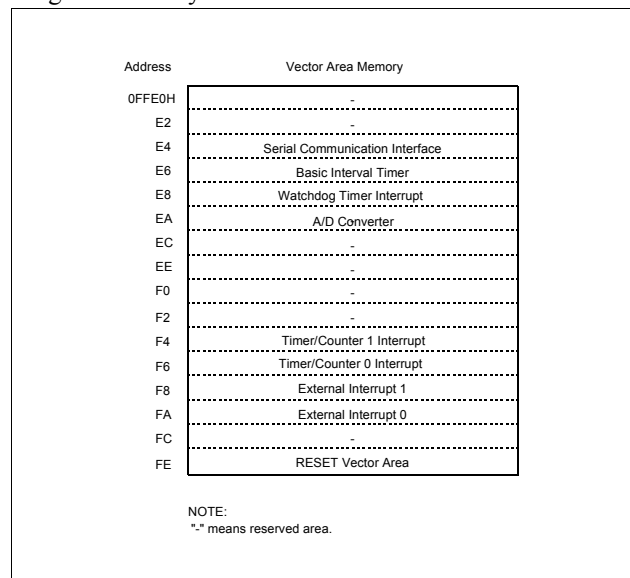 Address Vector Area Memory
0FFE0H -
E2 -
E4 Serial Communication Interface
E6 Basic Interval Timer
E8 Watchdog Timer Interrupt
EA A/D Converter
EC -
EE -
F0 -
F2 -
F4 Timer/Counter 1 Interrupt
F6 Timer/Counter 0 Interrupt
F8 External Interrupt 1
FA External Interrupt 0
FC -
FE RESET Vector Area
NOTE:
"-" means reserved area.